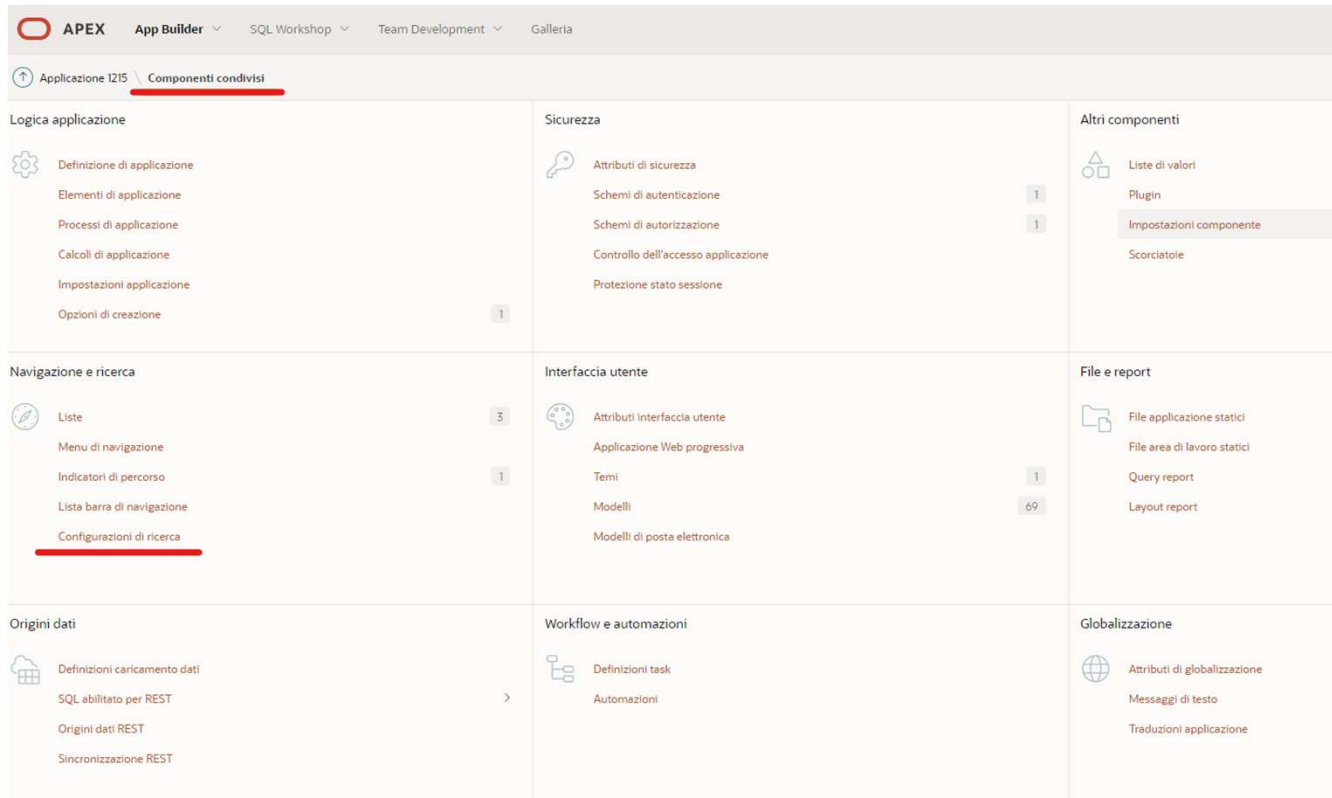 APEX App Builder SQL Workshop Team Development Galleria
Applicazione 1215 \ Componenti condivisi
Logica applicazione
Definizione di applicazione
Elementi di applicazione
Processi di applicazione
Calcoli di applicazione
Impostazioni applicazione
Opzioni di creazione 1
Sicurezza
Attributi di sicurezza
Schemi di autenticazione 1
Schemi di autorizzazione 1
Controllo dell'accesso applicazione
Protezione stato sessione
Altri componenti
Liste di valori
Plugin
Impostazioni componente
Scorciatoie
Navigazione e ricerca
Liste 3
Menu di navigazione
Indicatori di percorso 1
Lista barra di navigazione
Configurazioni di ricerca
Interfaccia utente
Attributi interfaccia utente
Applicazione Web progressiva
Temi 1
Modelli 69
Modelli di posta elettronica
File e report
File applicazione statici
File area di lavoro statici
Query report
Layout report
Origini dati
Definizioni caricamento dati
SQL abilitato per REST
Origini dati REST
Sincronizzazione REST
Workflow e automazioni
Definizioni task
Automazioni
Globalizzazione
Attributi di globalizzazione
Messaggi di testo
Traduzioni applicazione